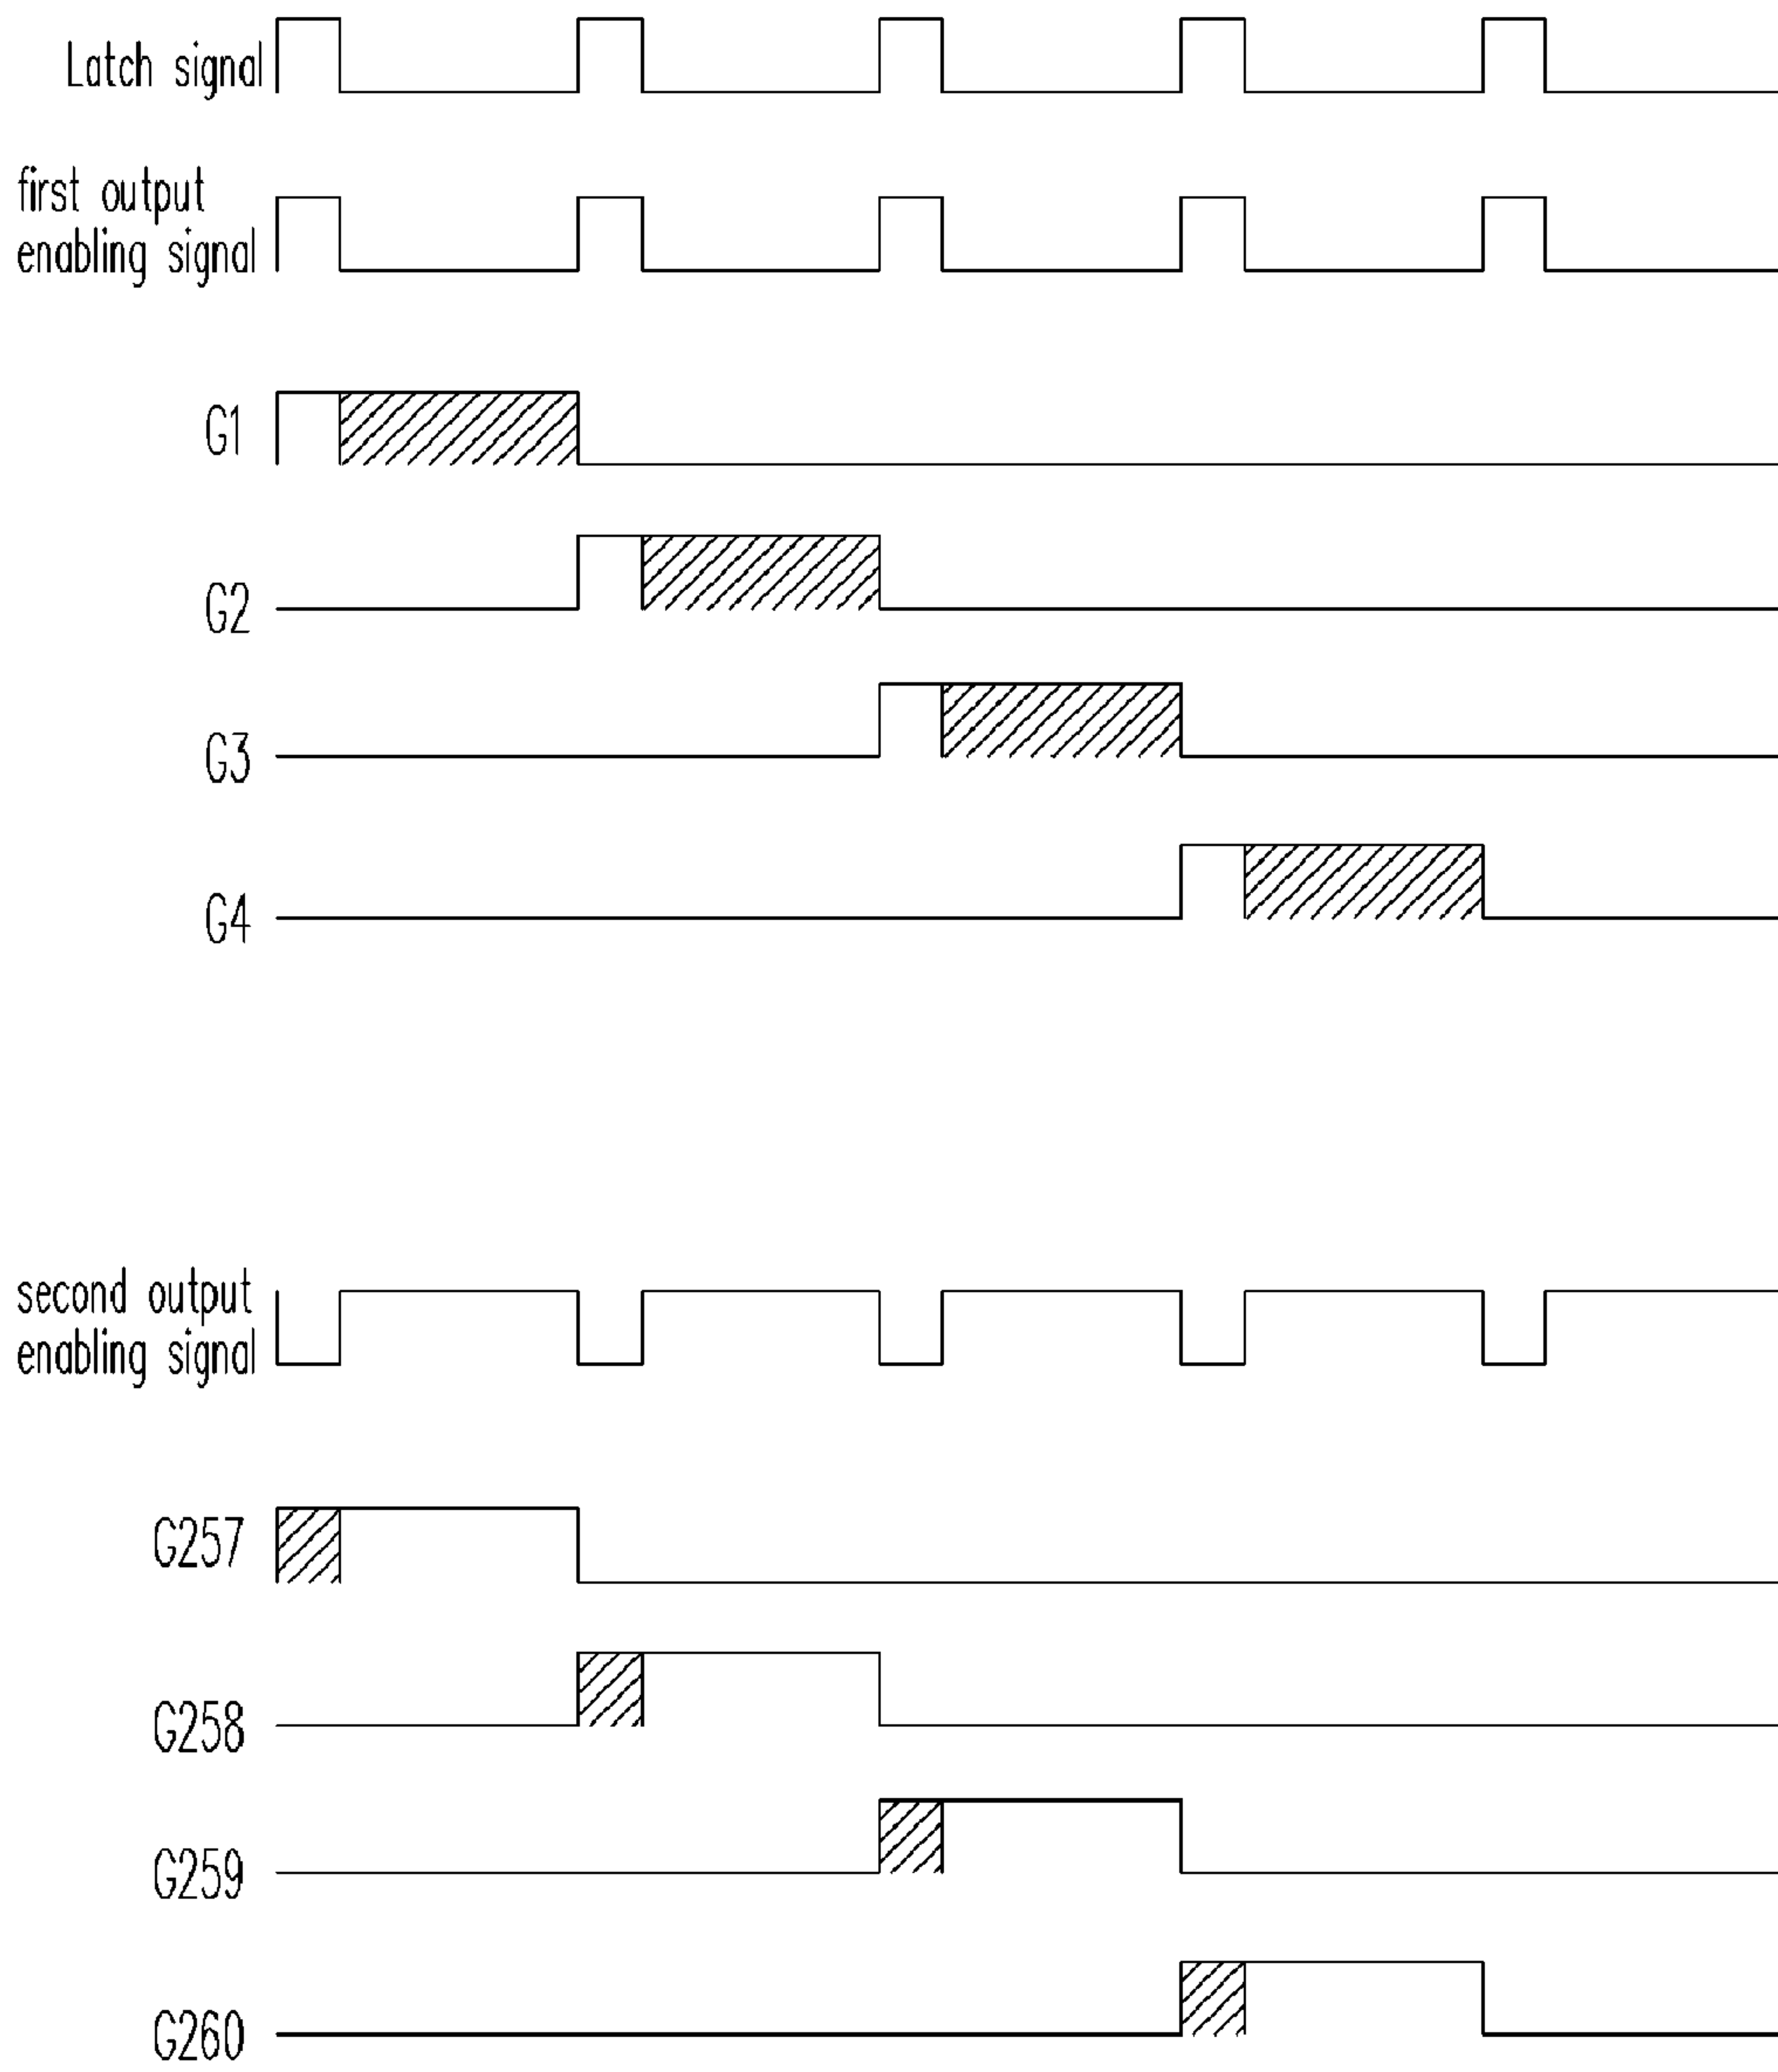 Latch signal
first output
enabling signal
G1
G2
G3
G4
second output
enabling signal
G257
G258
G259
G260